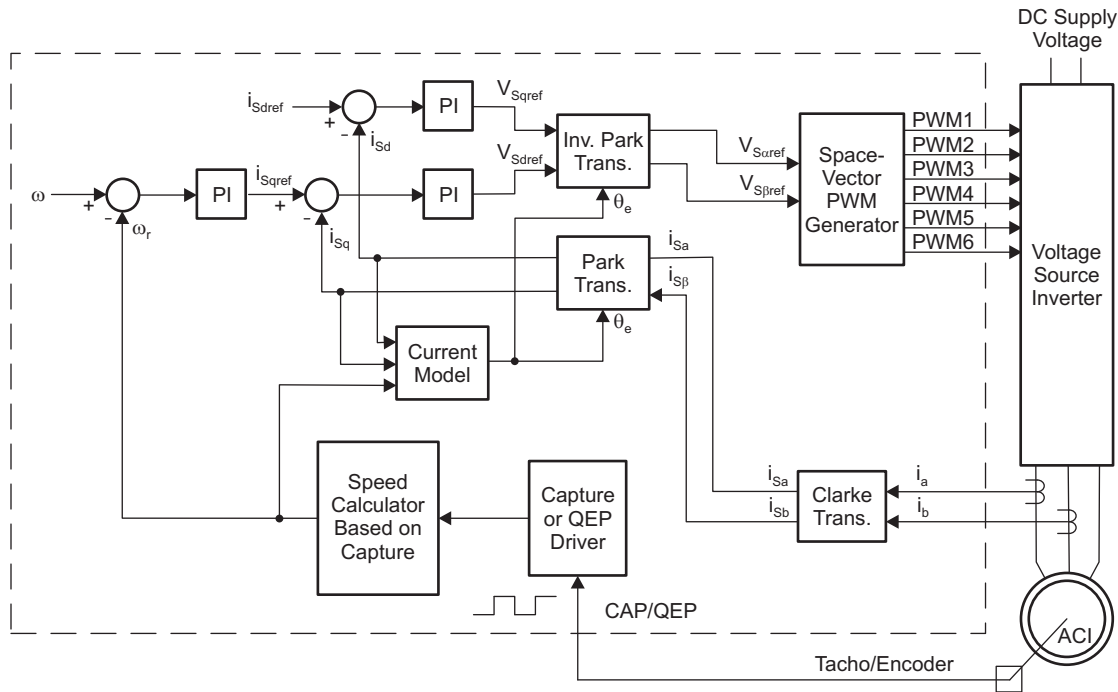 DC Supply
Voltage
i_Sdref
+
-
i_Sd
PI
V_Sqref
Inv. Park
Trans.
V_Sαref
V_Sβref
Space-
Vector
PWM
Generator
PWM1
PWM2
PWM3
PWM4
PWM5
PWM6
Voltage
Source
Inverter
ω
+
-
ω_r
PI
i_Sqref
+
-
i_Sq
PI
V_Sdref
θ_e
Park
Trans.
i_Sa
i_Sβ
θ_e
Current
Model
Speed
Calculator
Based on
Capture
Capture
or QEP
Driver
i_Sa
i_Sb
Clarke
Trans.
i_a
i_b
CAP/QEP
ACI
Tacho/Encoder